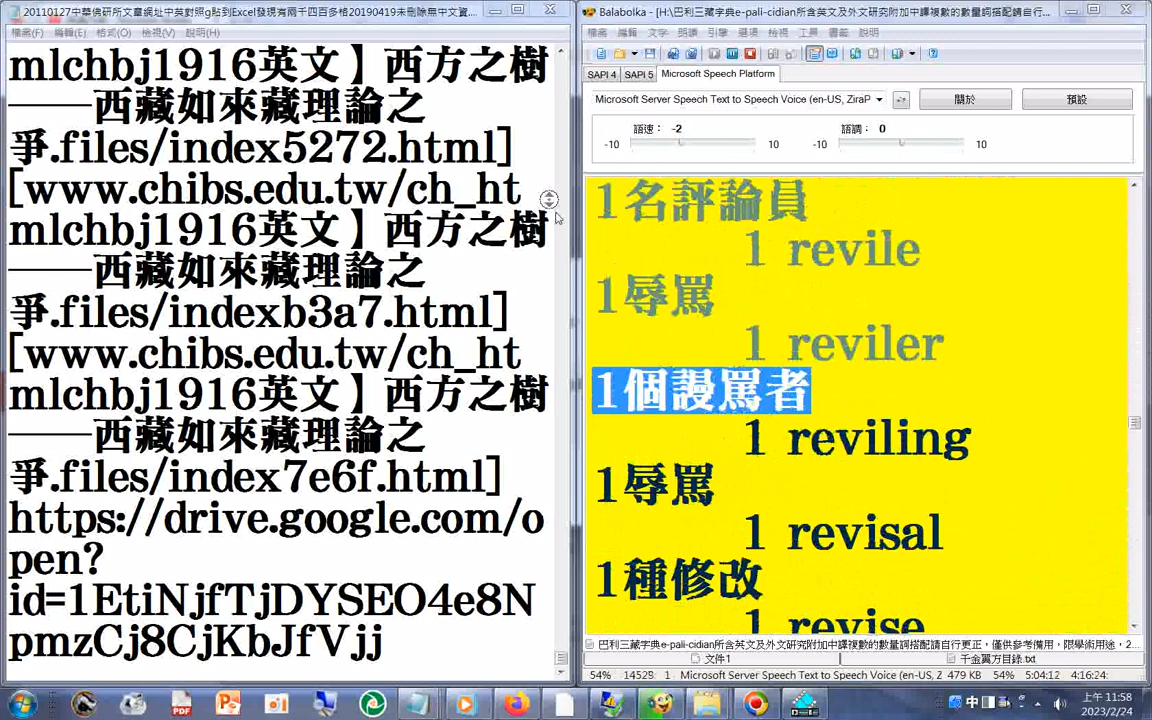 20110127中華佛研所文章網址中英對照g點到Excel發現有兩千四百多格20190419未刪除無中文資...
檔案(F) 編輯(E) 格式(O) 檢視(V) 說明(H)
mlchbj1916英文】西方之樹
——西藏如來藏理論之
爭.files/index5272.html]
[www.chibs.edu.tw/ch_ht
mlchbj1916英文】西方之樹
——西藏如來藏理論之
爭.files/indexb3a7.html]
[www.chibs.edu.tw/ch_ht
mlchbj1916英文】西方之樹
——西藏如來藏理論之
爭.files/index7e6f.html]
https://drive.google.com/o
pen?
id=1EtiNjfTjDYSEO4e8N
pmzCj8CjKbJfVjj
Balabolka - [H:\巴利三藏字典e-pali-cidian所含英文及外文研究附加中譯複數的數量詞搭配請自行...
檔案 編輯 文字 朗讀 引擎 選項 檢視 工具 書籤 說明
SAPI 4 SAPI 5 Microsoft Speech Platform
Microsoft Server Speech Text to Speech Voice (en-US, ZiraP
關於 預設
語速： -2 語調： 0
-10 10 -10 10
1名評論員
1 revile
1辱罵
1 reviler
1個謾罵者
1 reviling
1辱罵
1 revisal
1種修改
1 revise
巴利三藏字典e-pali-cidian所含英文及外文研究附加中譯複數的數量詞搭配請自行更正，僅供參考備用，限學術用途，2...
文件1 千金翼方目錄.txt
54% 14528: 1 Microsoft Server Speech Text to Speech Voice (en-US, Z 479 KB 54% 5:04:12 4:16:24:
中
上午 11:58
2023/2/24